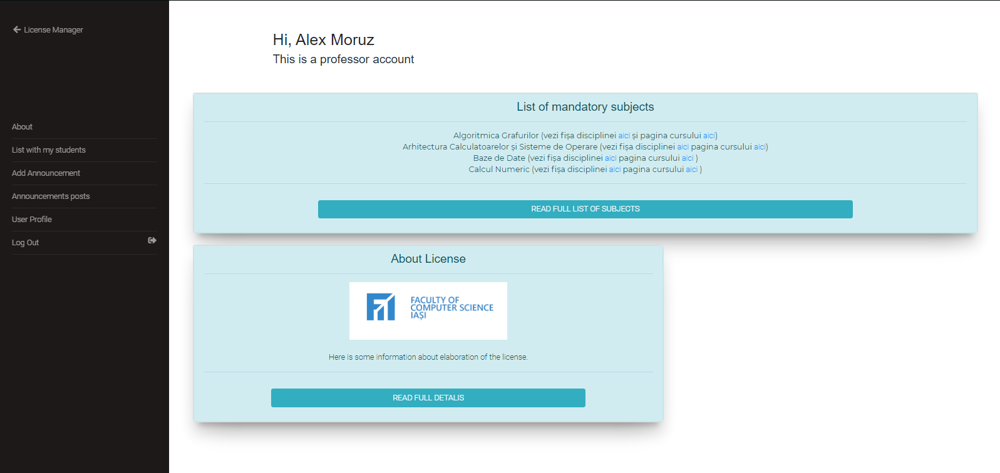 License Manager
About
List with my students
Add Announcement
Announcements posts
User Profile
Log Out
Hi, Alex Moruz
This is a professor account
List of mandatory subjects
Algoritmica Grafurilor (vezi fișa disciplinei aici și pagina cursului aici)
Arhitectura Calculatoarelor și Sisteme de Operare (vezi fișa disciplinei aici pagina cursului aici)
Baze de Date (vezi fișa disciplinei aici pagina cursului aici )
Calcul Numeric (vezi fișa disciplinei aici pagina cursului aici )
READ FULL LIST OF SUBJECTS
About License
FACULTY OF
COMPUTER SCIENCE
IAȘI
Here is some information about elaboration of the license.
READ FULL DETALIS